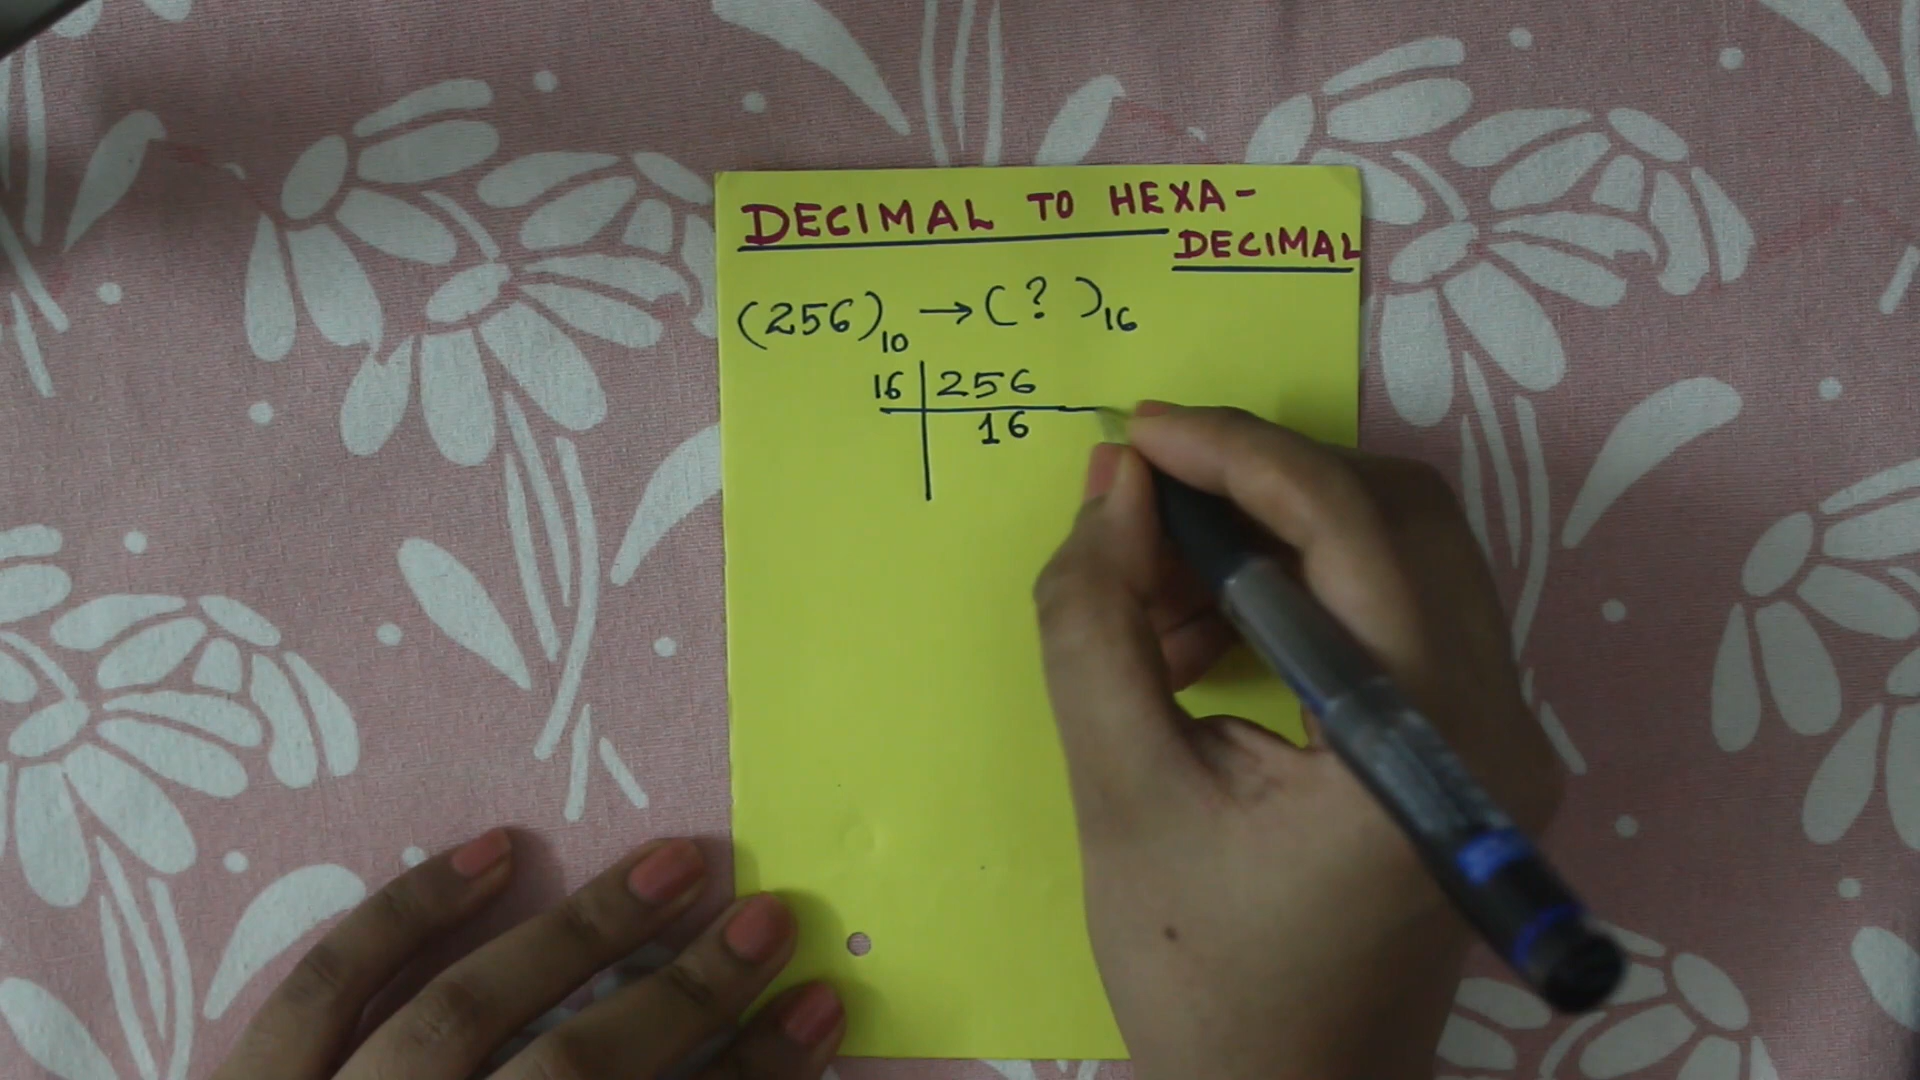 DECIMAL TO HEXA-
DECIMAL
(256)10 → ( ? )16
16 | 256
16